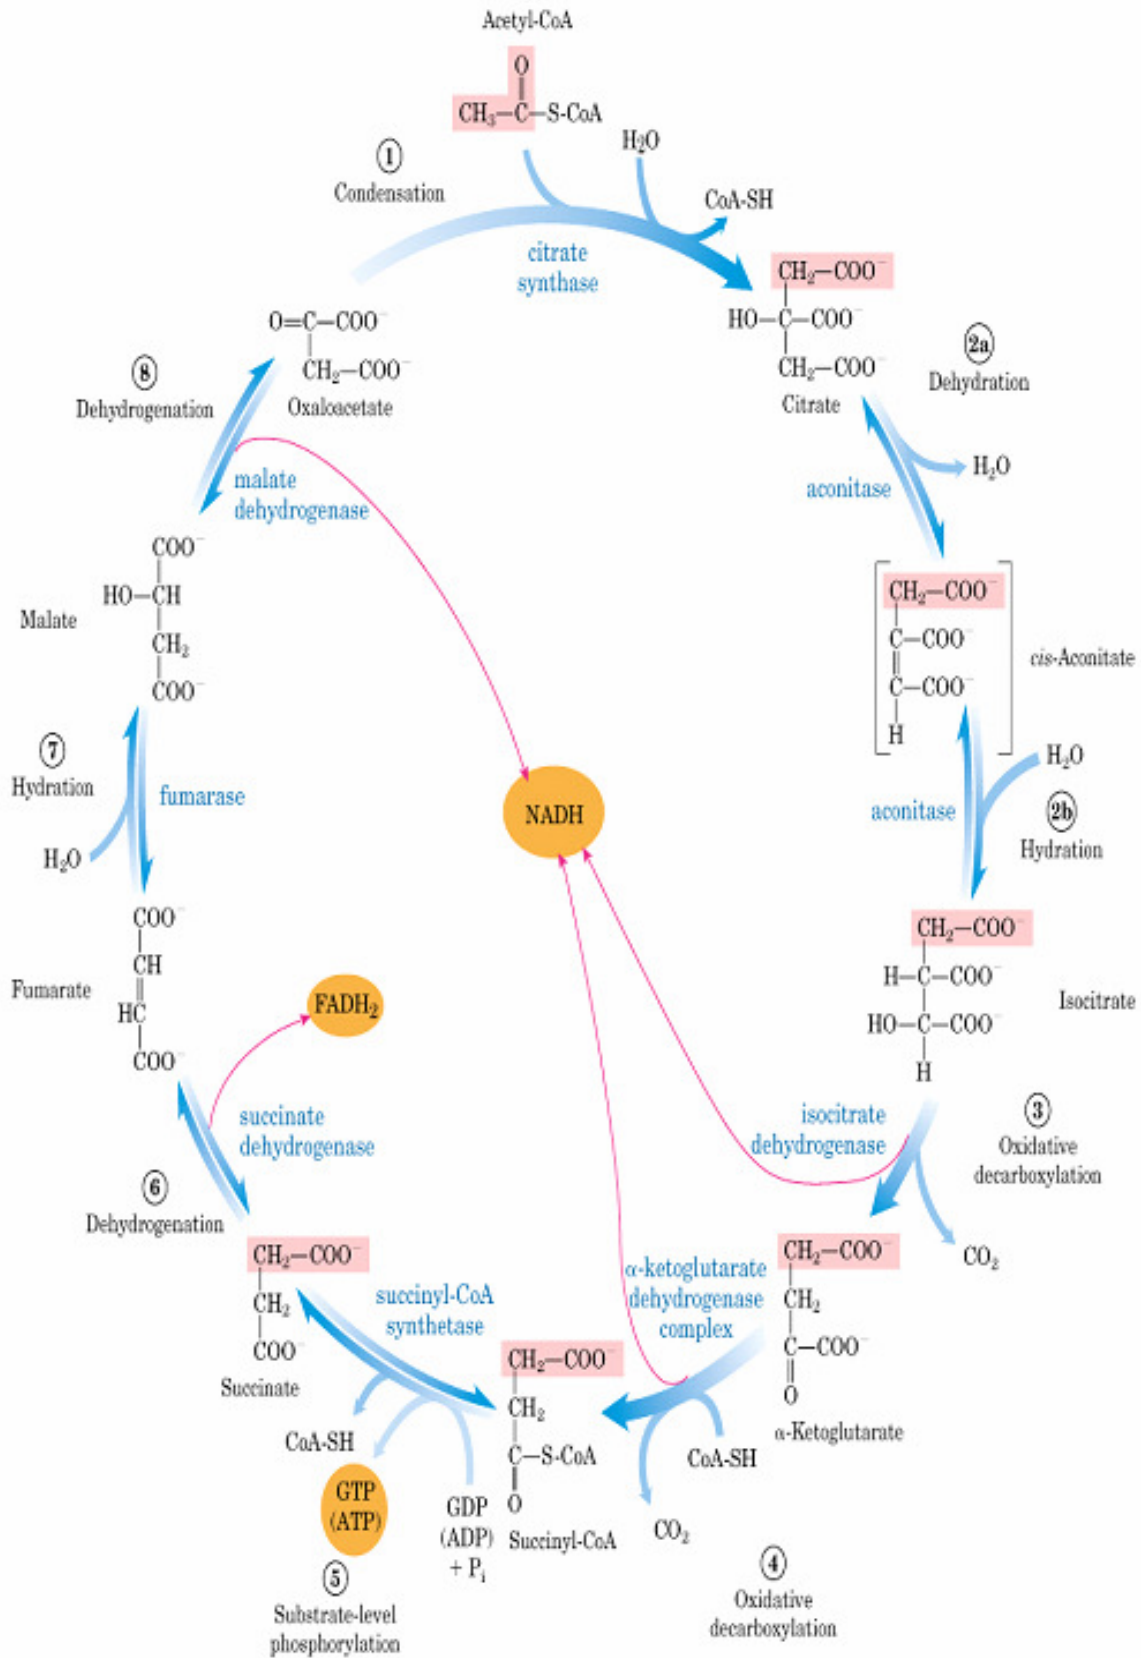 Acetyl-CoA
O
CH₃–C–S-CoA
H₂O
① 
Condensation
CoA-SH
citrate
synthase
CH₂–COO⁻
HO–C–COO⁻
CH₂–COO⁻
Citrate
2a
Dehydration
H₂O
aconitase
CH₂–COO⁻
C–COO⁻
C–COO⁻
H
cis-Aconitate
H₂O
aconitase
2b
Hydration
CH₂–COO⁻
H–C–COO⁻
HO–C–COO⁻
H
Isocitrate
isocitrate
dehydrogenase
③
Oxidative
decarboxylation
CO₂
CH₂–COO⁻
CH₂
C–COO⁻
O
α-Ketoglutarate
α-ketoglutarate
dehydrogenase
complex
CoA-SH
CO₂
④
Oxidative
decarboxylation
CH₂–COO⁻
CH₂
C–S-CoA
O
Succinyl-CoA
succinyl-CoA
synthetase
GDP
(ADP)
+ Pᵢ
CoA-SH
GTP
(ATP)
⑤
Substrate-level
phosphorylation
CH₂–COO⁻
CH₂
COO⁻
Succinate
⑥
Dehydrogenation
succinate
dehydrogenase
FADH₂
COO⁻
CH
HC
COO⁻
Fumarate
⑦
Hydration
H₂O
fumarase
COO⁻
HO–CH
CH₂
COO⁻
Malate
⑧
Dehydrogenation
malate
dehydrogenase
O=C–COO⁻
CH₂–COO⁻
Oxaloacetate
NADH